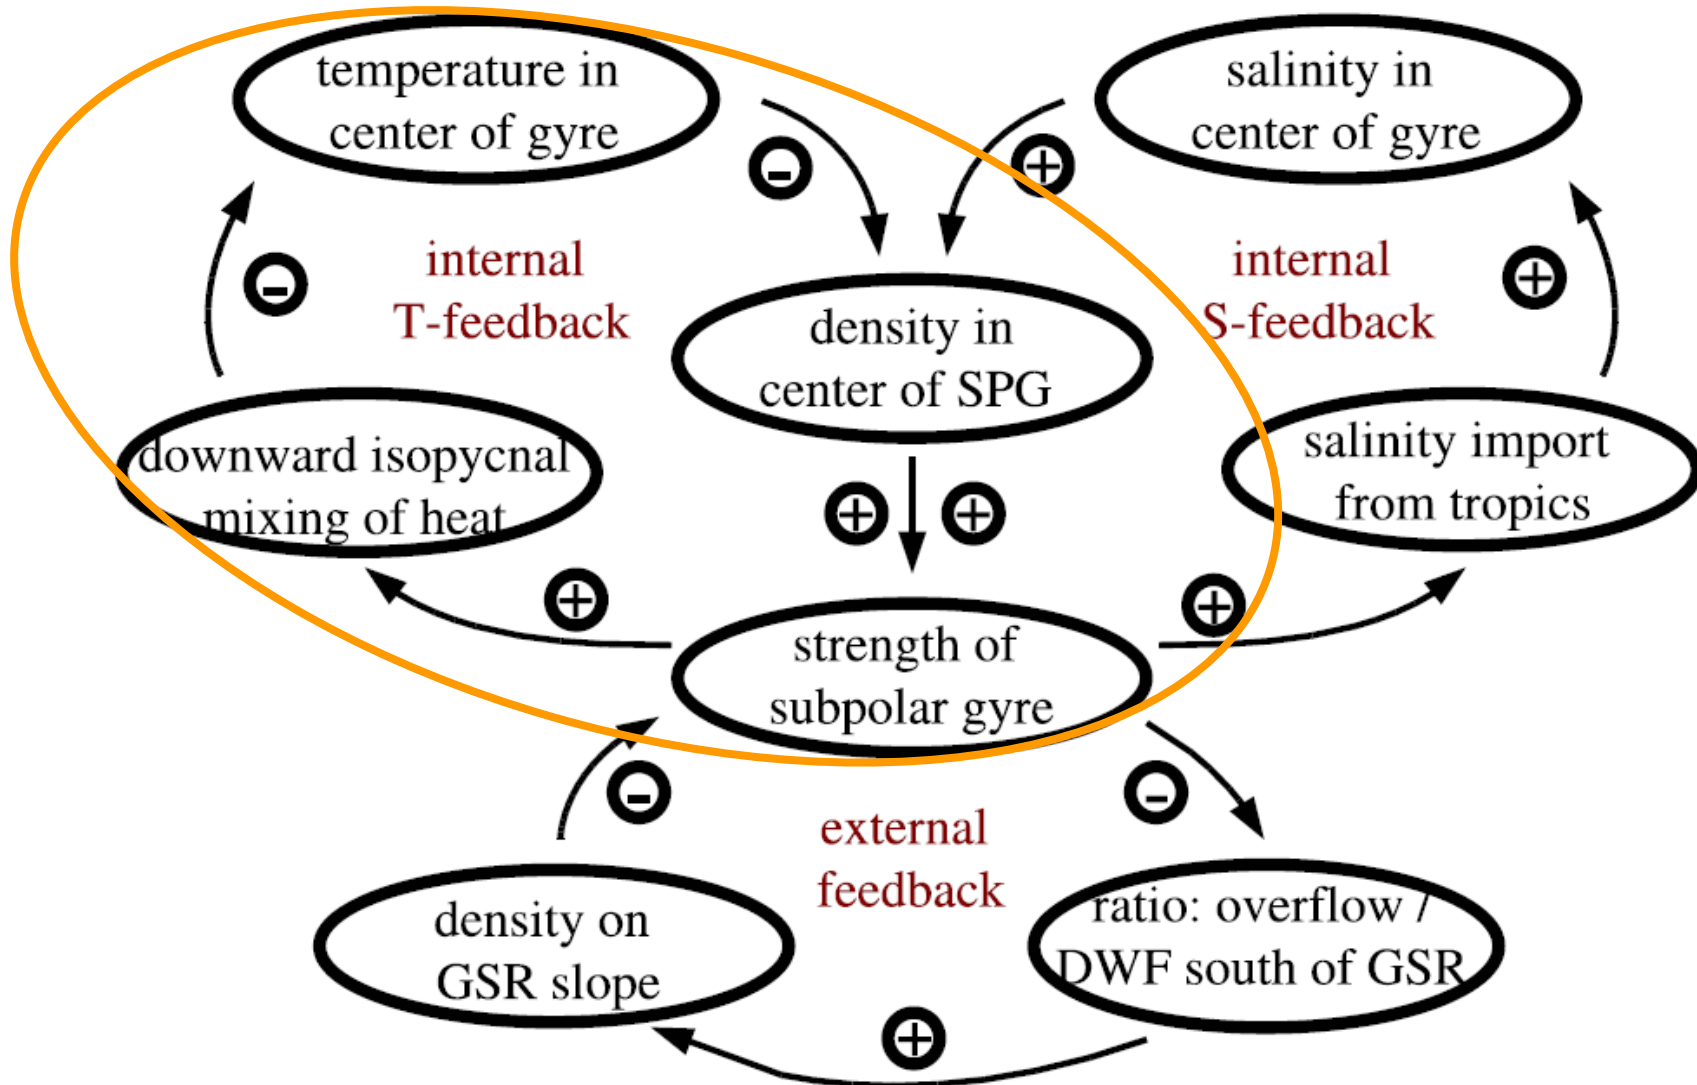 temperature in
center of gyre
-
salinity in
center of gyre
+
-
internal
T-feedback
internal
S-feedback
+
density in
center of SPG
downward isopycnal
mixing of heat
+ +
salinity import
from tropics
+
+
strength of
subpolar gyre
-
-
external
feedback
density on
GSR slope
ratio: overflow /
DWF south of GSR
+